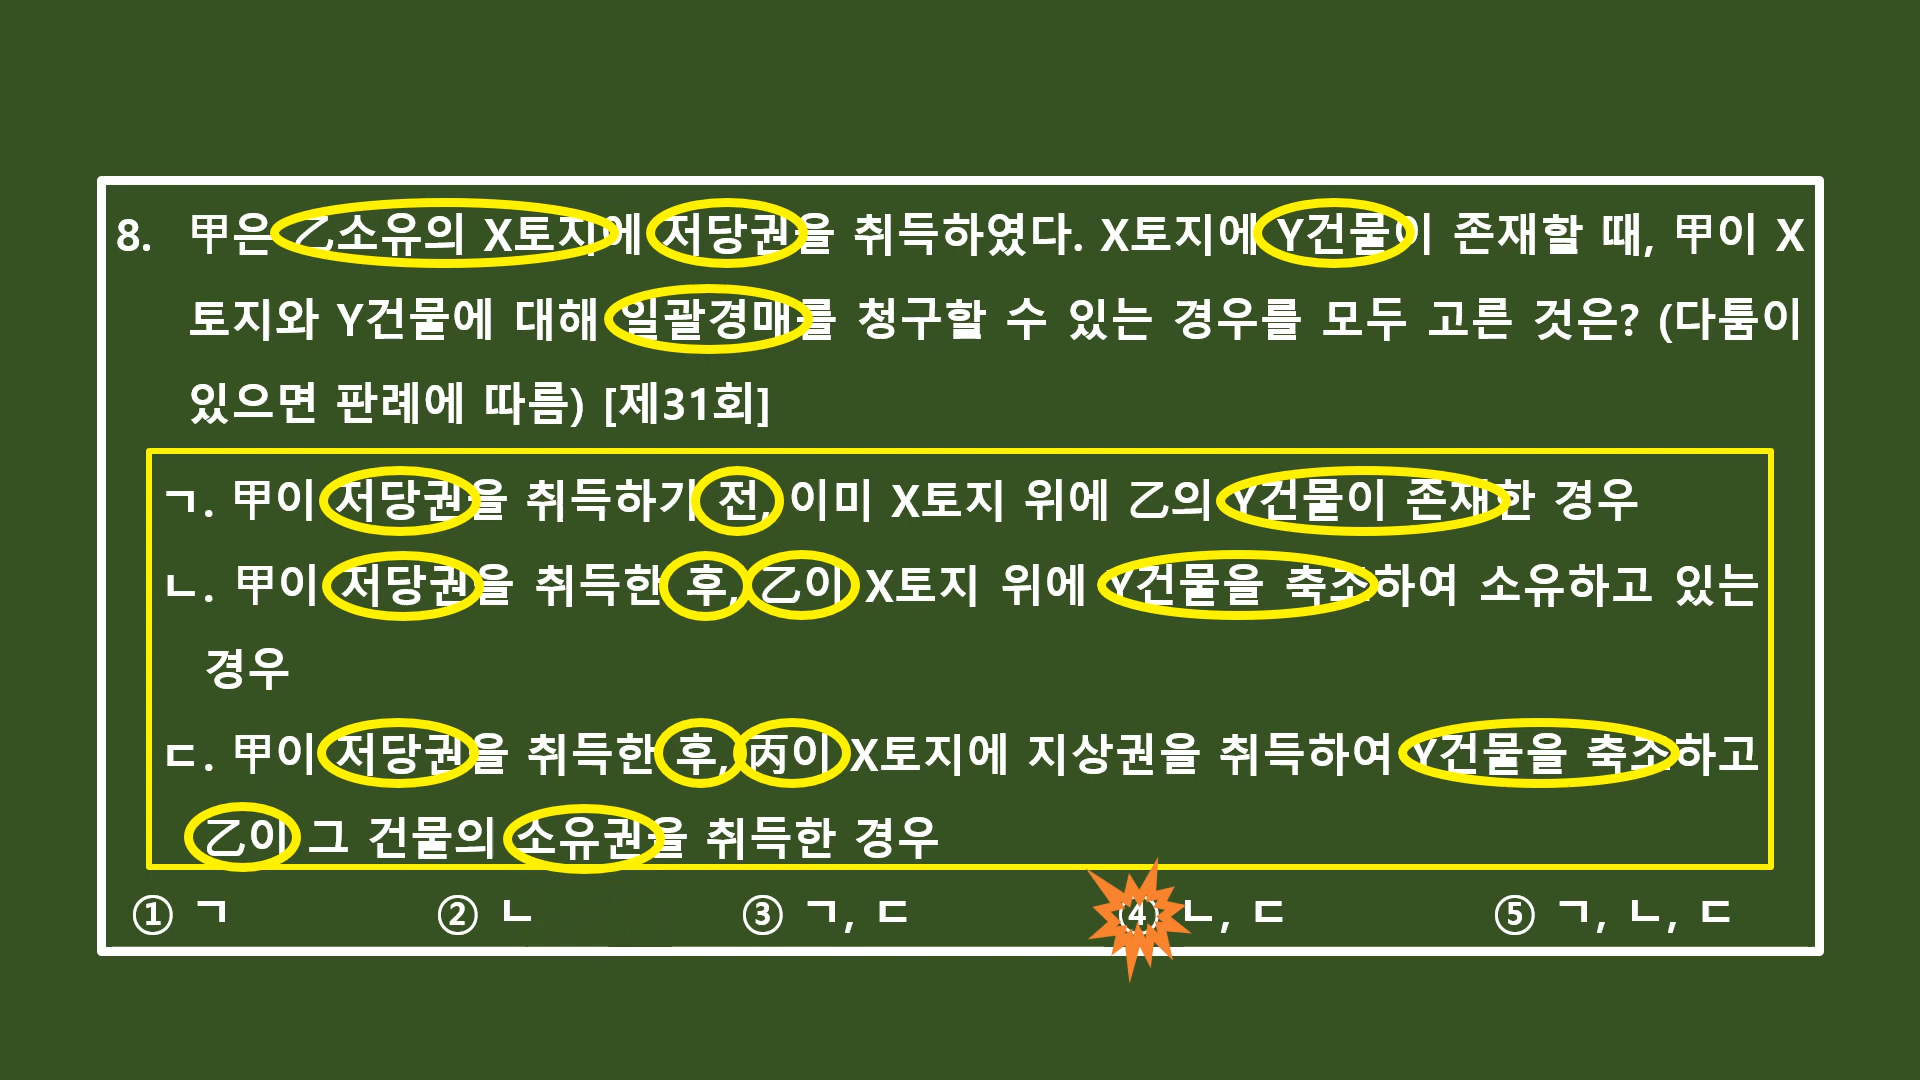 8. 甲은 乙소유의 X토지에 저당권을 취득하였다. X토지에 Y건물이 존재할 때, 甲이 X
토지와 Y건물에 대해 일괄경매를 청구할 수 있는 경우를 모두 고른 것은? (다툼이
있으면 판례에 따름) [제31회]
ㄱ. 甲이 저당권을 취득하기 전, 이미 X토지 위에 乙의 Y건물이 존재한 경우
ㄴ. 甲이 저당권을 취득한 후, 乙이 X토지 위에 Y건물을 축조하여 소유하고 있는
경우
ㄷ. 甲이 저당권을 취득한 후, 丙이 X토지에 지상권을 취득하여 Y건물을 축조하고
乙이 그 건물의 소유권을 취득한 경우
① ㄱ ② ㄴ ③ ㄱ, ㄷ ④ ㄴ, ㄷ ⑤ ㄱ, ㄴ, ㄷ